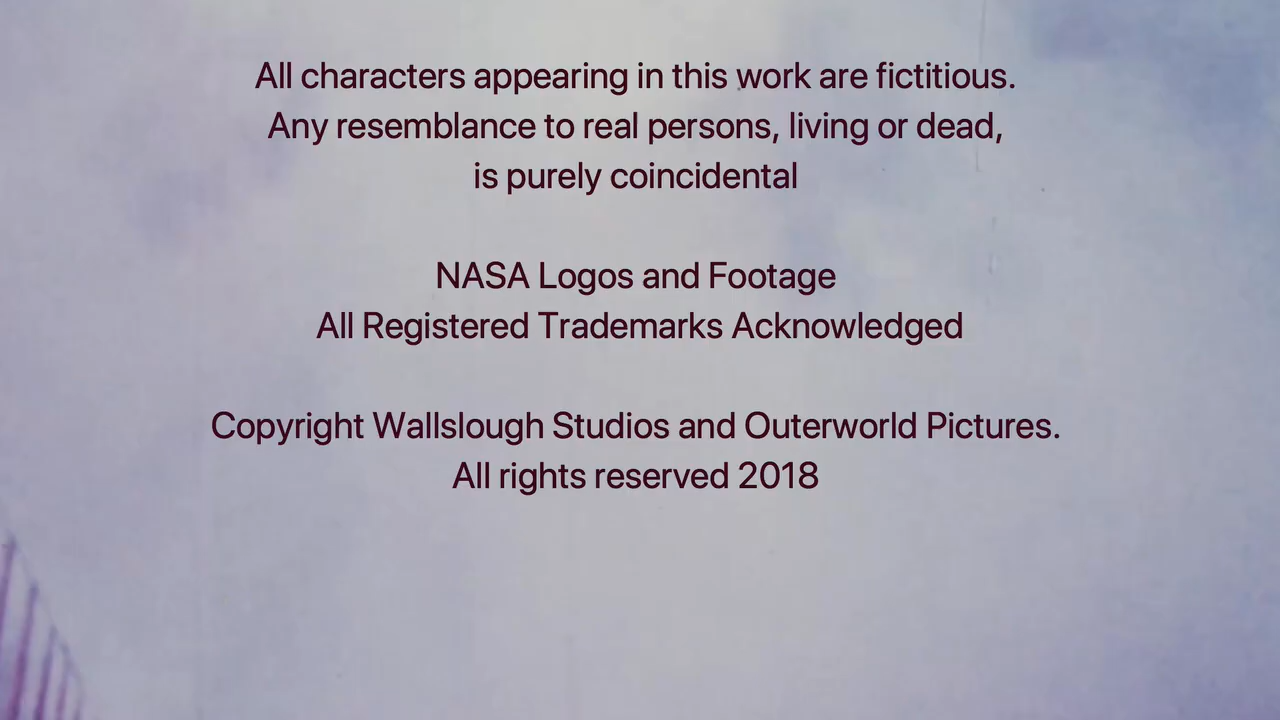 All characters appearing in this work are fictitious.
Any resemblance to real persons, living or dead,
is purely coincidental
NASA Logos and Footage
All Registered Trademarks Acknowledged
Copyright Wallslough Studios and Outerworld Pictures.
All rights reserved 2018